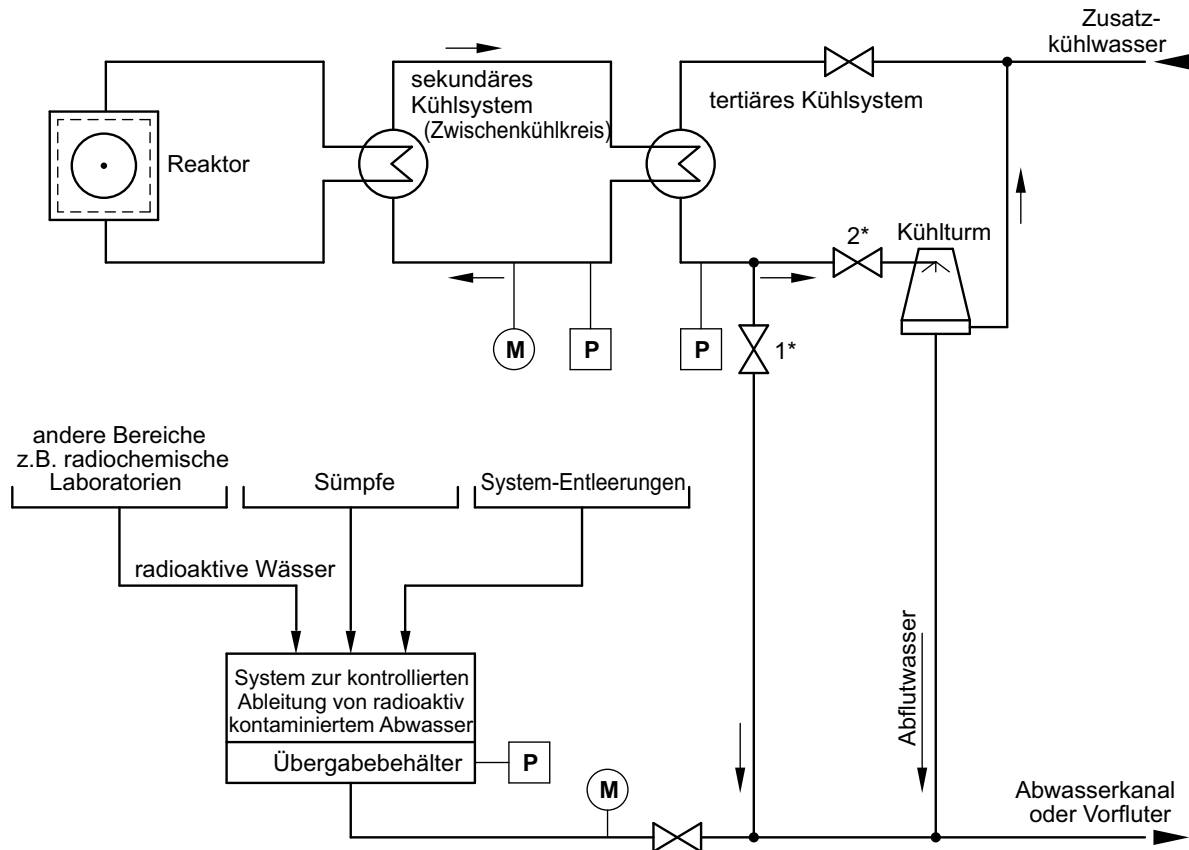 Zusatz-
kühlwasser
sekundäres
Kühlsystem
(Zwischenkühlkreis)
tertiäres Kühlsystem
Reaktor
2*
Kühlturm
M
P
P
1*
andere Bereiche
z.B. radiochemische
Laboratorien
Sümpfe
System-Entleerungen
radioaktive Wässer
System zur kontrollierten
Ableitung von radioaktiv
kontaminiertem Abwasser
Übergabebehälter
P
M
Abflutwasser
Abwasserkanal
oder Vorfluter